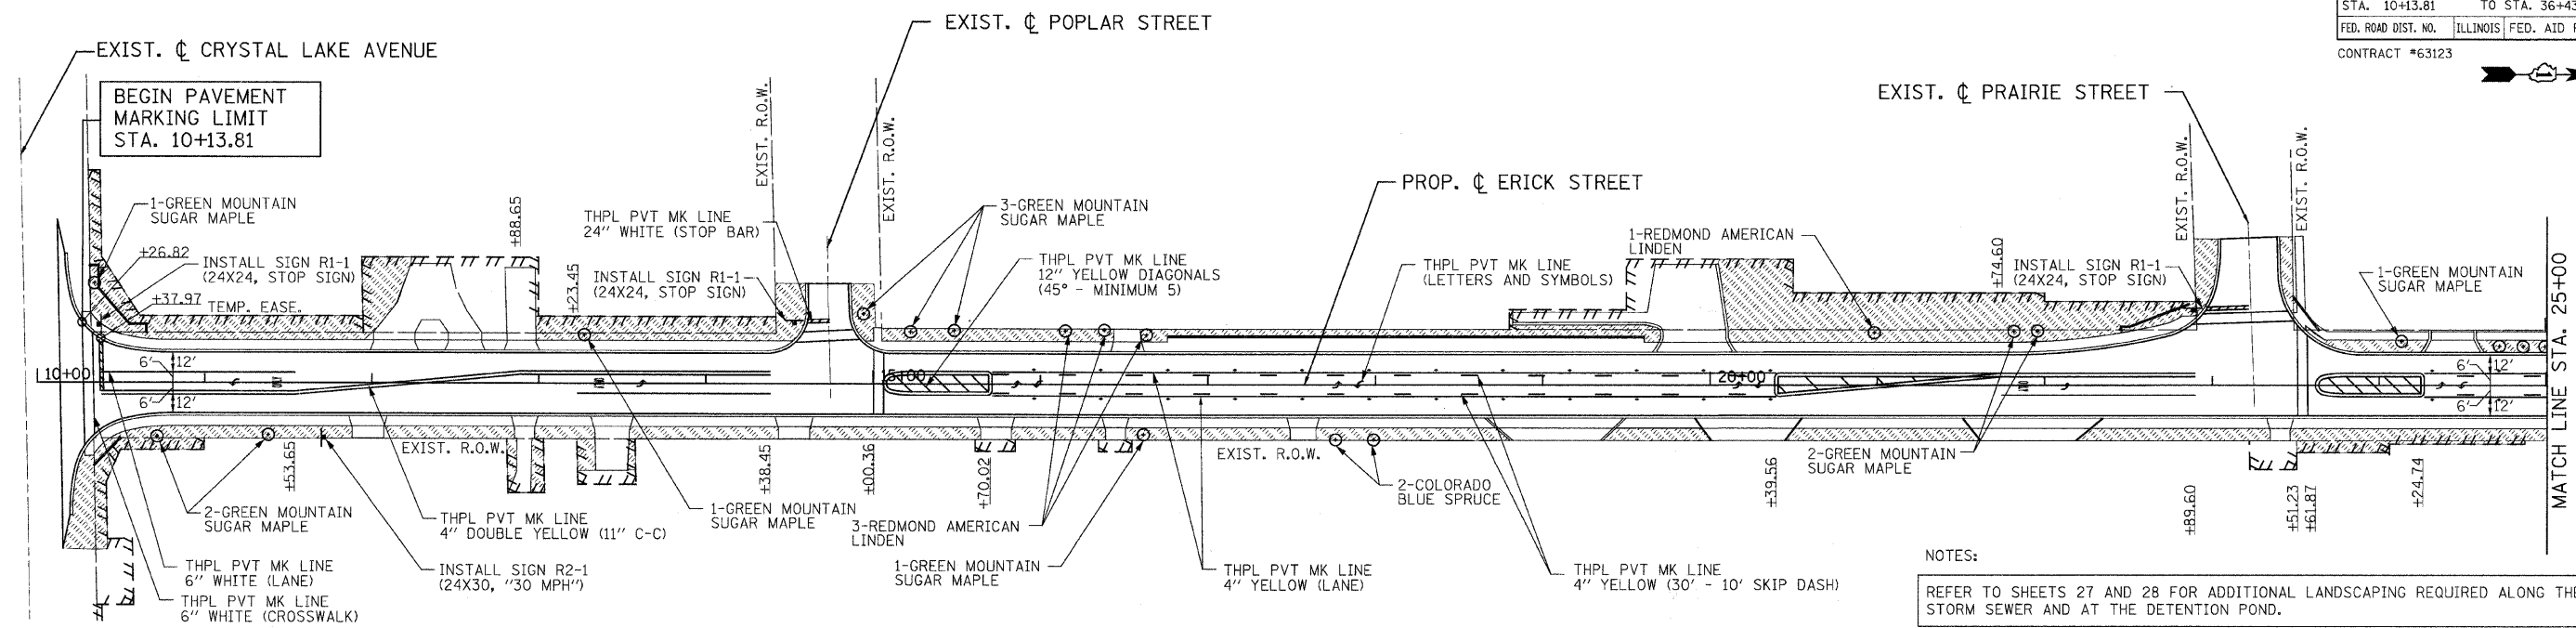 STA. 10+13.81 TO STA. 36+43
FED. ROAD DIST. NO. ILLINOIS FED. AID
CONTRACT #63123
EXIST. ℄ CRYSTAL LAKE AVENUE
EXIST. ℄ POPLAR STREET
EXIST. ℄ PRAIRIE STREET
BEGIN PAVEMENT
MARKING LIMIT
STA. 10+13.81
PROP. ℄ ERICK STREET
EXIST. R.O.W.
EXIST. R.O.W.
EXIST. R.O.W.
EXIST. R.O.W.
1-GREEN MOUNTAIN
SUGAR MAPLE
+26.82
INSTALL SIGN R1-1
(24X24, STOP SIGN)
+37.97
TEMP. EASE.
+88.65
+23.45
THPL PVT MK LINE
24" WHITE (STOP BAR)
INSTALL SIGN R1-1
(24X24, STOP SIGN)
3-GREEN MOUNTAIN
SUGAR MAPLE
THPL PVT MK LINE
12" YELLOW DIAGONALS
(45° - MINIMUM 5)
THPL PVT MK LINE
(LETTERS AND SYMBOLS)
1-REDMOND AMERICAN
LINDEN
+74.60
INSTALL SIGN R1-1
(24X24, STOP SIGN)
1-GREEN MOUNTAIN
SUGAR MAPLE
MATCH LINE STA. 25+00
10+00
6' 12'
6' 12'
15+00
20+00
6' 12'
6' 12'
EXIST. R.O.W.
EXIST. R.O.W.
+53.65
+38.45
+00.36
+70.02
+39.56
+89.60
+51.23
+61.87
+24.74
2-GREEN MOUNTAIN
SUGAR MAPLE
THPL PVT MK LINE
4" DOUBLE YELLOW (11" C-C)
1-GREEN MOUNTAIN
SUGAR MAPLE
3-REDMOND AMERICAN
LINDEN
2-COLORADO
BLUE SPRUCE
2-GREEN MOUNTAIN
SUGAR MAPLE
THPL PVT MK LINE
6" WHITE (LANE)
THPL PVT MK LINE
6" WHITE (CROSSWALK)
INSTALL SIGN R2-1
(24X30, "30 MPH")
1-GREEN MOUNTAIN
SUGAR MAPLE
THPL PVT MK LINE
4" YELLOW (LANE)
THPL PVT MK LINE
4" YELLOW (30' - 10' SKIP DASH)
NOTES:
REFER TO SHEETS 27 AND 28 FOR ADDITIONAL LANDSCAPING REQUIRED ALONG THE
STORM SEWER AND AT THE DETENTION POND.